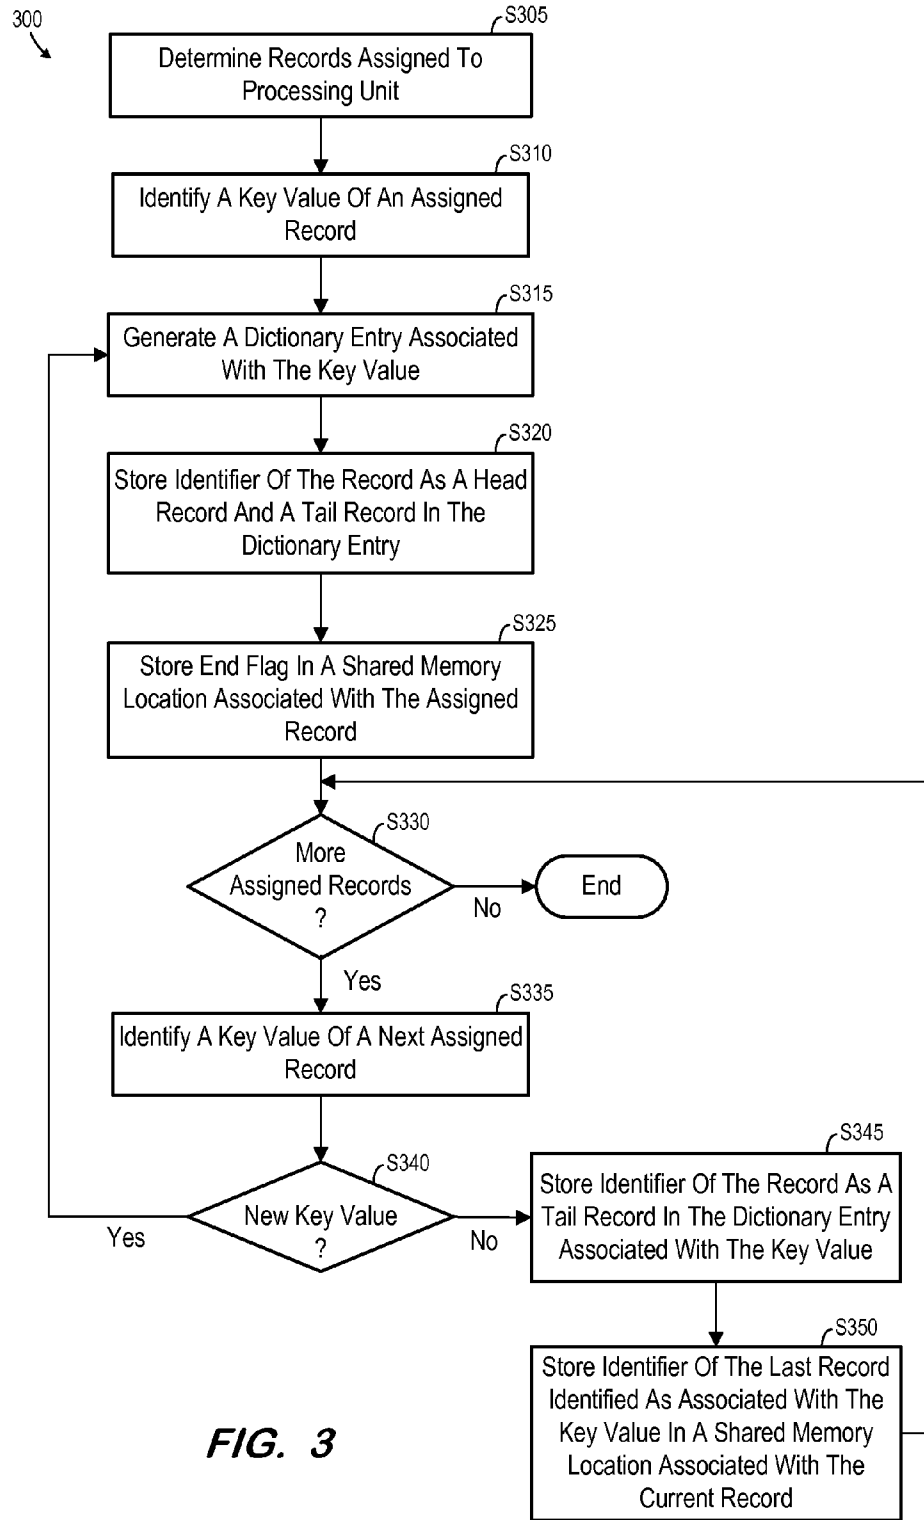 300
S305
Determine Records Assigned To
Processing Unit
S310
Identify A Key Value Of An Assigned
Record
S315
Generate A Dictionary Entry Associated
With The Key Value
S320
Store Identifier Of The Record As A Head
Record And A Tail Record In The
Dictionary Entry
S325
Store End Flag In A Shared Memory
Location Associated With The Assigned
Record
S330
More
Assigned Records
?
No
End
Yes
S335
Identify A Key Value Of A Next Assigned
Record
S340
New Key Value
?
Yes
No
S345
Store Identifier Of The Record As A
Tail Record In The Dictionary Entry
Associated With The Key Value
S350
Store Identifier Of The Last Record
Identified As Associated With The
Key Value In A Shared Memory
Location Associated With The
Current Record
FIG. 3